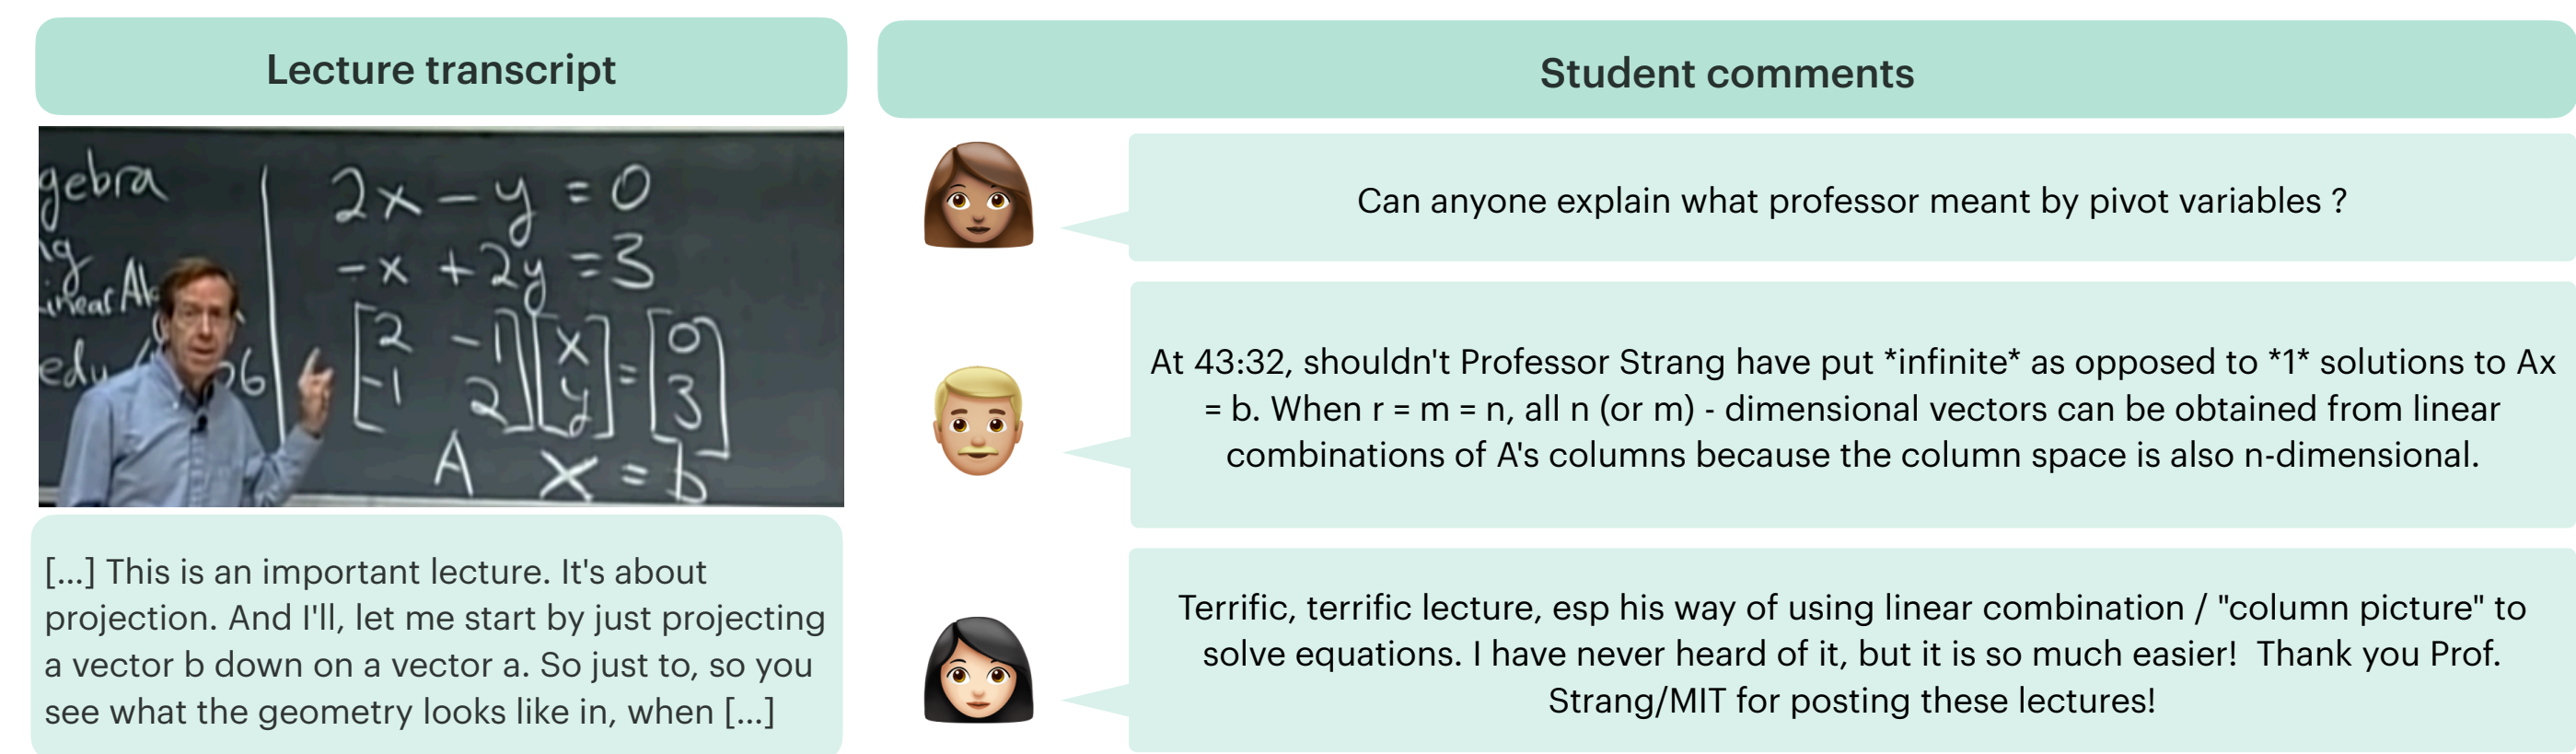 Lecture transcript
gebra
ng
inear Al
edu
06
2x - y = 0
-x + 2y = 3
[2 -1] [x] = [0]
[-1 2] [y] [3]
A x = b
[...] This is an important lecture. It's about
projection. And I'll, let me start by just projecting
a vector b down on a vector a. So just to, so you
see what the geometry looks like in, when [...]
Student comments
Can anyone explain what professor meant by pivot variables ?
At 43:32, shouldn't Professor Strang have put *infinite* as opposed to *1* solutions to Ax
= b. When r = m = n, all n (or m) - dimensional vectors can be obtained from linear
combinations of A's columns because the column space is also n-dimensional.
Terrific, terrific lecture, esp his way of using linear combination / "column picture" to
solve equations. I have never heard of it, but it is so much easier!  Thank you Prof.
Strang/MIT for posting these lectures!